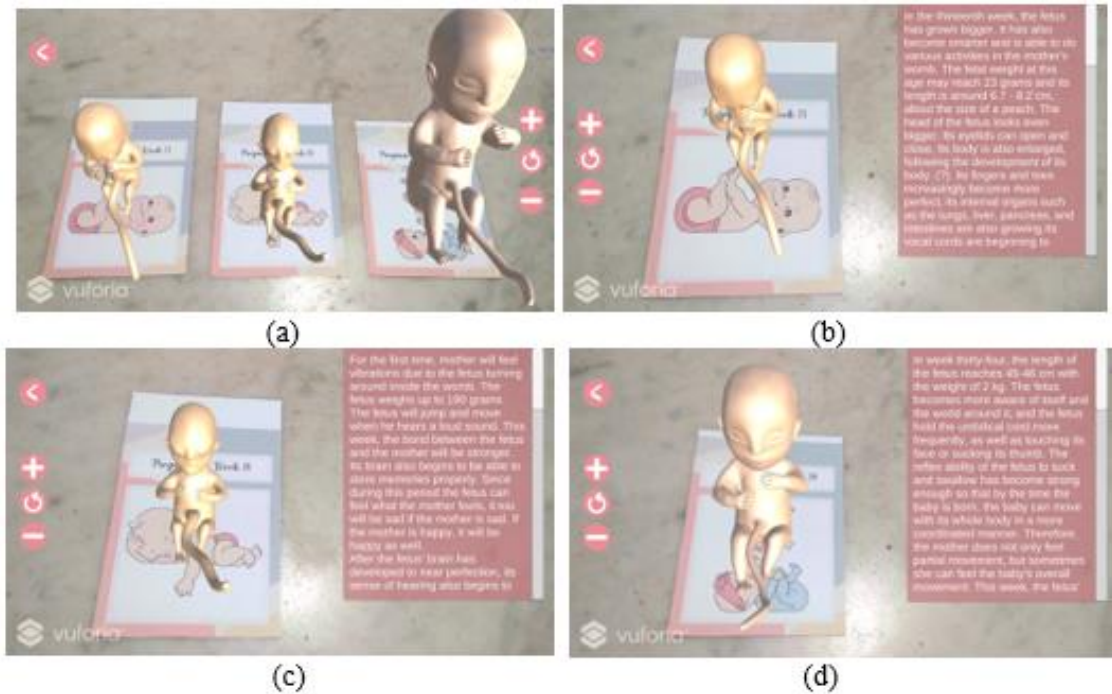 vuforia
(a)
In the thirteenth week, the fetus
has grown bigger. It has also
become smarter and is able to do
various activities in the mother's
womb. The fetal weight at this
age may reach 23 grams and its
length is around 6.7 - 8.2 cm,
about the size of a peach. The
head of the fetus looks even
bigger. Its eyelids can open and
close. Its body is also enlarged,
following the development of its
body. (7). Its fingers and toes
increasingly become more
perfect, its internal organs such
as the lungs, liver, pancreas, and
intestines are also growing its
vocal cords are beginning to
vuforia
(b)
For the first time, mother will feel
vibrations due to the fetus turning
around inside the womb. The
fetus weighs up to 190 grams
The fetus will jump and move
when he hears a loud sound. This
week, the bond between the fetus
and the mother will be stronger.
Its brain also begins to be able to
store memories properly. Since
during this period the fetus can
feel what the mother feels, it too
will be sad if the mother is sad. If
the mother is happy, it will be
happy as well.
After the fetus' brain has
developed to near perfection, its
sense of hearing also begins to
vuforia
(c)
In week thirty-four, the length of
the fetus reaches 45-46 cm with
the weight of 2 kg. The fetus
becomes more aware of itself and
the world around it, and the fetus
hold the umbilical cord more
frequently, as well as touching its
face or sucking its thumb. The
reflex ability of the fetus to suck
and swallow has become strong
enough so that by the time the
baby is born, the baby can move
with its whole body in a more
coordinated manner. Therefore
the mother does not only feel
partial movement, but sometimes
she can feel the baby's overall
movement. This week, the fetus'
vuforia
(d)